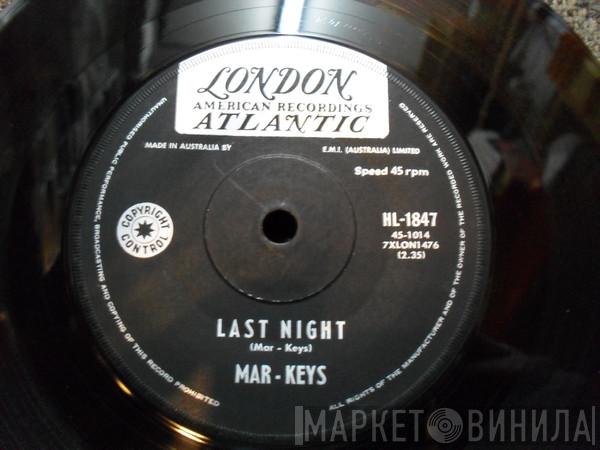 LONDON
AMERICAN RECORDINGS
ATLANTIC
MADE IN AUSTRALIA BY
E.M.I. (AUSTRALIA) LIMITED
Speed 45 rpm
COPYRIGHT CONTROL
HL-1847
45-1014
7XLON1476
(2.35)
LAST NIGHT
(Mar - Keys)
MAR - KEYS
UNAUTHORISED PUBLIC PERFORMANCE, BROADCASTING AND COPYING OF THIS RECORD PROHIBITED
ALL RIGHTS OF THE MANUFACTURER AND OF THE OWNER OF THE RECORDED WORK ARE RESERVED
МАРКЕТ ВИНИЛА